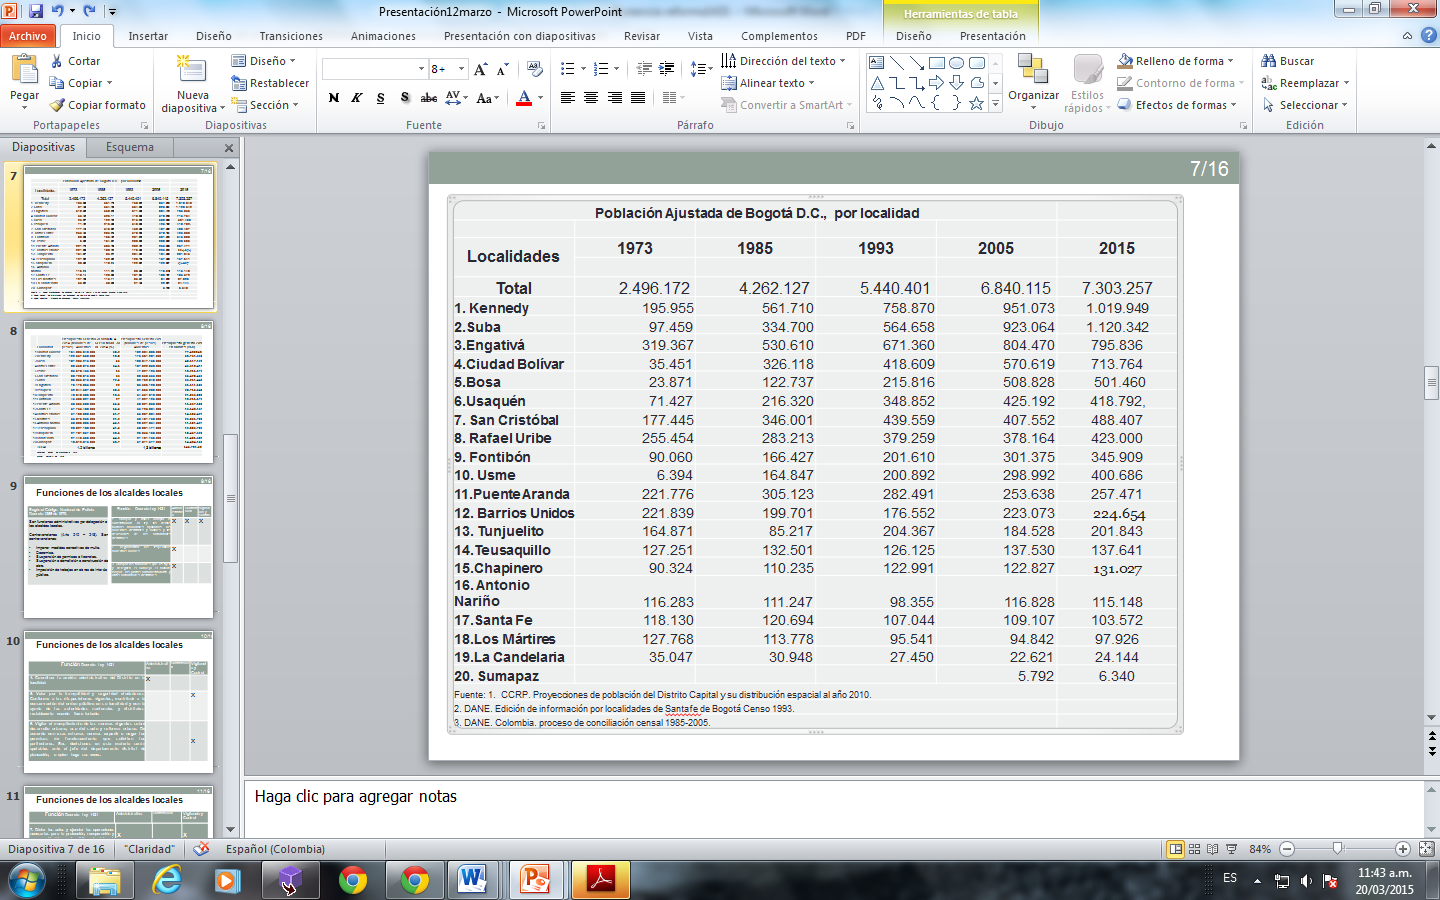 Presentación12marzo - Microsoft PowerPoint
Herramientas de tabla
Archivo Inicio Insertar Diseño Transiciones Animaciones Presentación con diapositivas Revisar Vista Complementos PDF Diseño Presentación
Pegar
Cortar
Copiar
Copiar formato
Portapapeles
Nueva diapositiva
Diseño
Restablecer
Sección
Diapositivas
8+
N K S S abc AV Aa A
Fuente
Dirección del texto
Alinear texto
Convertir a SmartArt
Párrafo
Organizar
Estilos rápidos
Relleno de forma
Contorno de forma
Efectos de formas
Dibujo
Buscar
Reemplazar
Seleccionar
Edición
Diapositivas Esquema
7
8
9
Funciones de los alcaldes locales
10
Funciones de los alcaldes locales
11
Funciones de los alcaldes locales
7/16
Población Ajustada de Bogotá D.C., por localidad
Localidades 1973 1985 1993 2005 2015
Total 2.496.172 4.262.127 5.440.401 6.840.115 7.303.257
1. Kennedy 195.955 561.710 758.870 951.073 1.019.949
2.Suba 97.459 334.700 564.658 923.064 1.120.342
3.Engativá 319.367 530.610 671.360 804.470 795.836
4.Ciudad Bolívar 35.451 326.118 418.609 570.619 713.764
5.Bosa 23.871 122.737 215.816 508.828 501.460
6.Usaquén 71.427 216.320 348.852 425.192 418.792,
7. San Cristóbal 177.445 346.001 439.559 407.552 488.407
8. Rafael Uribe 255.454 283.213 379.259 378.164 423.000
9. Fontibón 90.060 166.427 201.610 301.375 345.909
10. Usme 6.394 164.847 200.892 298.992 400.686
11.Puente Aranda 221.776 305.123 282.491 253.638 257.471
12. Barrios Unidos 221.839 199.701 176.552 223.073 224.654
13. Tunjuelito 164.871 85.217 204.367 184.528 201.843
14.Teusaquillo 127.251 132.501 126.125 137.530 137.641
15.Chapinero 90.324 110.235 122.991 122.827 131.027
16. Antonio
Nariño 116.283 111.247 98.355 116.828 115.148
17.Santa Fe 118.130 120.694 107.044 109.107 103.572
18.Los Mártires 127.768 113.778 95.541 94.842 97.926
19.La Candelaria 35.047 30.948 27.450 22.621 24.144
20. Sumapaz 5.792 6.340
Fuente: 1. CCRP. Proyecciones de población del Distrito Capital y su distribución espacial al año 2010.
2. DANE. Edición de información por localidades de Santafe de Bogotá Censo 1993.
3. DANE. Colombia. proceso de conciliación censal 1985-2005.
Haga clic para agregar notas
Diapositiva 7 de 16 "Claridad" Español (Colombia) 84%
ES 11:43 a.m.
20/03/2015